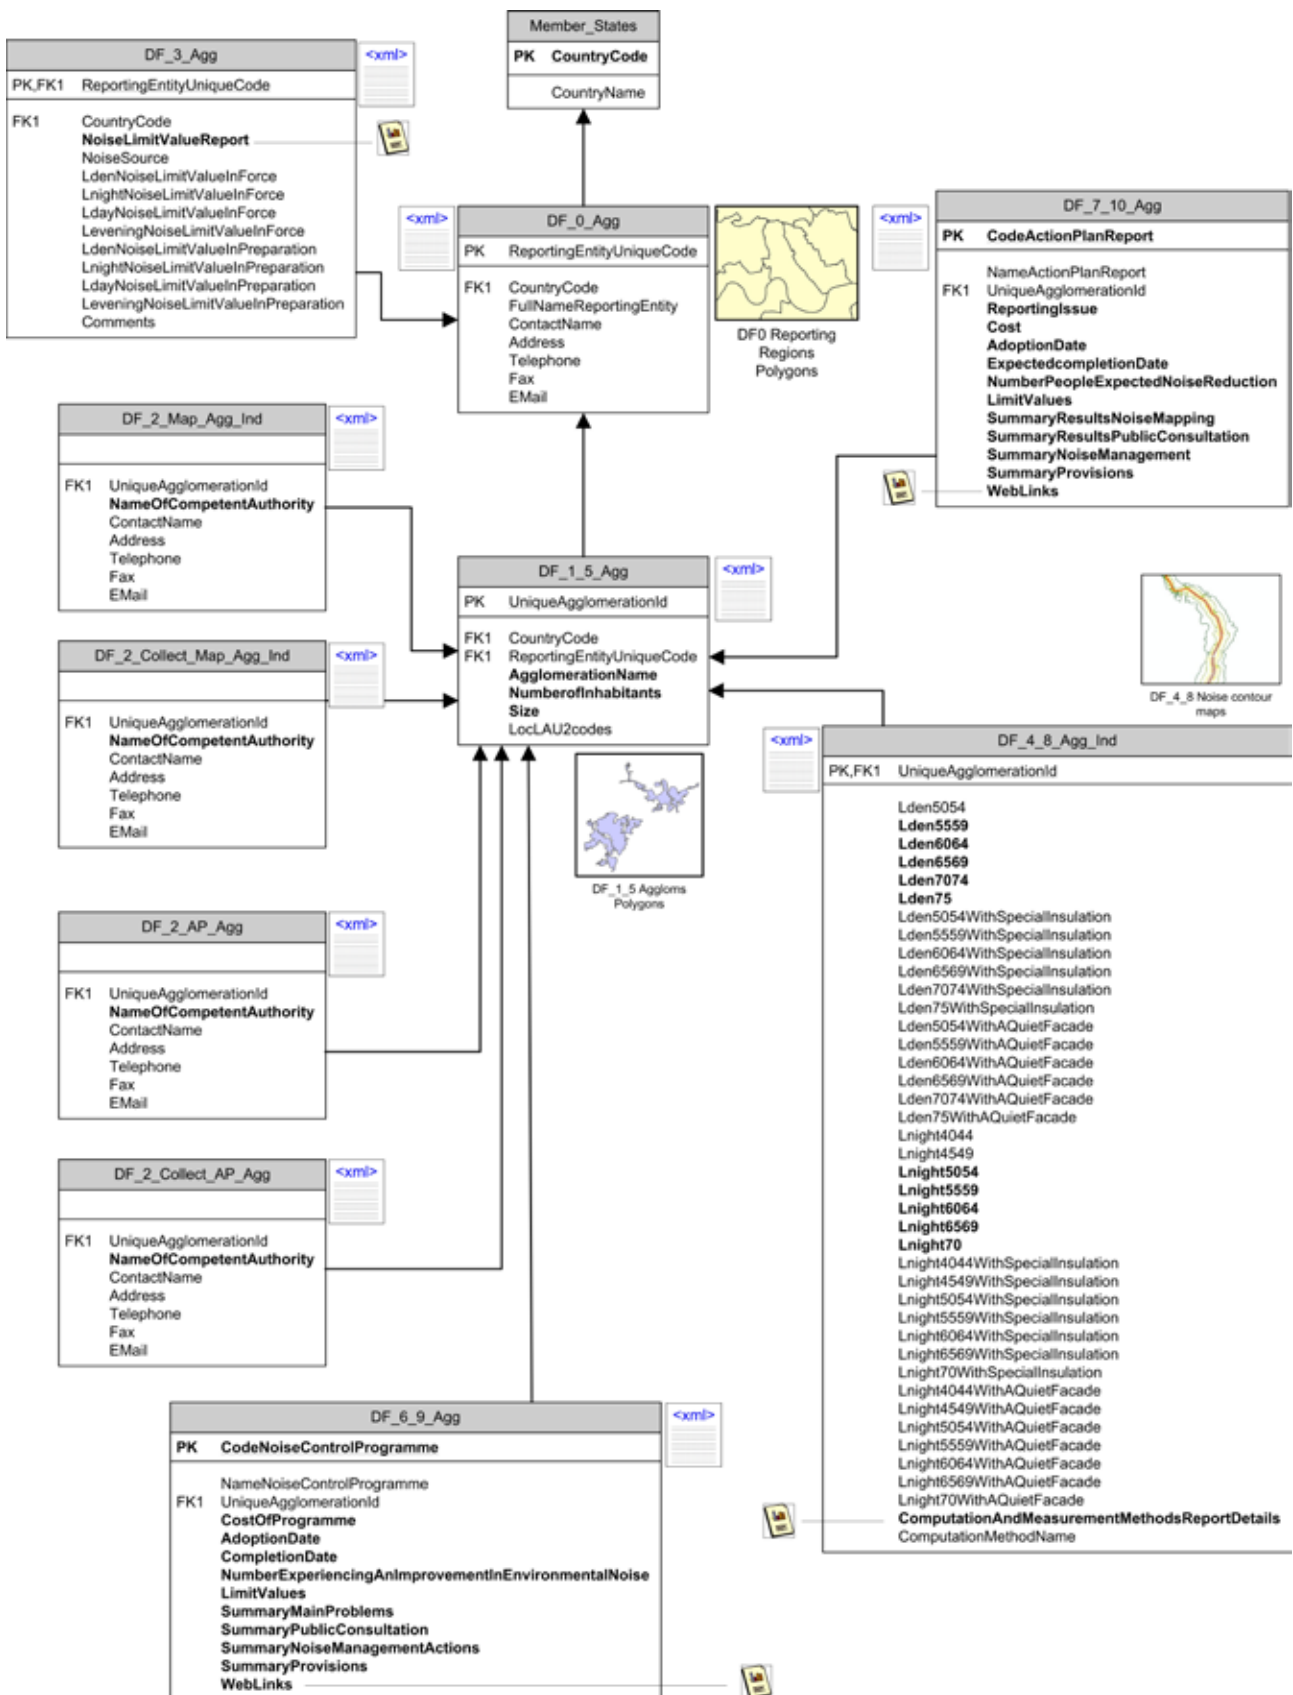 Member_States
PK CountryCode
CountryName
DF_3_Agg
<xml>
PK,FK1 ReportingEntityUniqueCode
FK1 CountryCode
NoiseLimitValueReport
NoiseSource
LdenNoiseLimitValueInForce
LnightNoiseLimitValueInForce
LdayNoiseLimitValueInForce
LeveningNoiseLimitValueInForce
LdenNoiseLimitValueInPreparation
LnightNoiseLimitValueInPreparation
LdayNoiseLimitValueInPreparation
LeveningNoiseLimitValueInPreparation
Comments
<xml>
DF_0_Agg
PK ReportingEntityUniqueCode
FK1 CountryCode
FullNameReportingEntity
ContactName
Address
Telephone
Fax
EMail
DF0 Reporting
Regions
Polygons
<xml>
DF_7_10_Agg
PK CodeActionPlanReport
NameActionPlanReport
FK1 UniqueAgglomerationId
ReportingIssue
Cost
AdoptionDate
ExpectedcompletionDate
NumberPeopleExpectedNoiseReduction
LimitValues
SummaryResultsNoiseMapping
SummaryResultsPublicConsultation
SummaryNoiseManagement
SummaryProvisions
WebLinks
DF_2_Map_Agg_Ind
<xml>
FK1 UniqueAgglomerationId
NameOfCompetentAuthority
ContactName
Address
Telephone
Fax
EMail
DF_1_5_Agg
<xml>
PK UniqueAgglomerationId
FK1 CountryCode
FK1 ReportingEntityUniqueCode
AgglomerationName
NumberofInhabitants
Size
LocLAU2codes
DF_1_5 Aggloms
Polygons
DF_4_8 Noise contour
maps
DF_2_Collect_Map_Agg_Ind
<xml>
FK1 UniqueAgglomerationId
NameOfCompetentAuthority
ContactName
Address
Telephone
Fax
EMail
<xml>
DF_4_8_Agg_Ind
PK,FK1 UniqueAgglomerationId
Lden5054
Lden5559
Lden6064
Lden6569
Lden7074
Lden75
Lden5054WithSpecialInsulation
Lden5559WithSpecialInsulation
Lden6064WithSpecialInsulation
Lden6569WithSpecialInsulation
Lden7074WithSpecialInsulation
Lden75WithSpecialInsulation
Lden5054WithAQuietFacade
Lden5559WithAQuietFacade
Lden6064WithAQuietFacade
Lden6569WithAQuietFacade
Lden7074WithAQuietFacade
Lden75WithAQuietFacade
Lnight4044
Lnight4549
Lnight5054
Lnight5559
Lnight6064
Lnight6569
Lnight70
Lnight4044WithSpecialInsulation
Lnight4549WithSpecialInsulation
Lnight5054WithSpecialInsulation
Lnight5559WithSpecialInsulation
Lnight6064WithSpecialInsulation
Lnight6569WithSpecialInsulation
Lnight70WithSpecialInsulation
Lnight4044WithAQuietFacade
Lnight4549WithAQuietFacade
Lnight5054WithAQuietFacade
Lnight5559WithAQuietFacade
Lnight6064WithAQuietFacade
Lnight6569WithAQuietFacade
Lnight70WithAQuietFacade
ComputationAndMeasurementMethodsReportDetails
ComputationMethodName
DF_2_AP_Agg
<xml>
FK1 UniqueAgglomerationId
NameOfCompetentAuthority
ContactName
Address
Telephone
Fax
EMail
DF_2_Collect_AP_Agg
<xml>
FK1 UniqueAgglomerationId
NameOfCompetentAuthority
ContactName
Address
Telephone
Fax
EMail
DF_6_9_Agg
<xml>
PK CodeNoiseControlProgramme
NameNoiseControlProgramme
FK1 UniqueAgglomerationId
CostOfProgramme
AdoptionDate
CompletionDate
NumberExperiencingAnImprovementInEnvironmentalNoise
LimitValues
SummaryMainProblems
SummaryPublicConsultation
SummaryNoiseManagementActions
SummaryProvisions
WebLinks